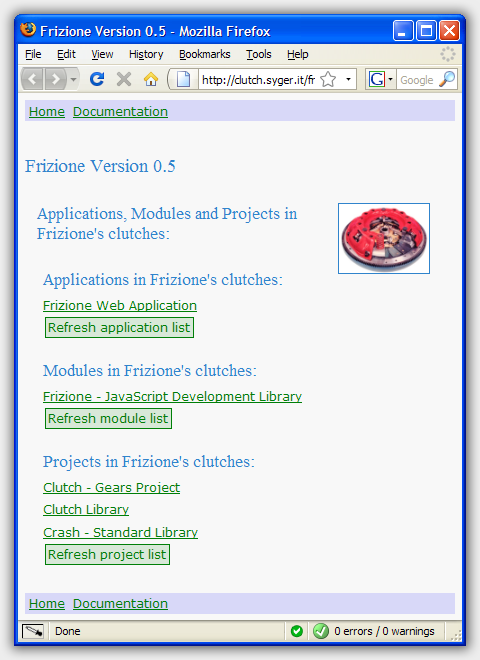 Frizione Version 0.5 - Mozilla Firefox
File Edit View History Bookmarks Tools Help
http://clutch.syger.it/fr G Google
Home Documentation
Frizione Version 0.5
Applications, Modules and Projects in
Frizione's clutches:
Applications in Frizione's clutches:
Frizione Web Application
Refresh application list
Modules in Frizione's clutches:
Frizione - JavaScript Development Library
Refresh module list
Projects in Frizione's clutches:
Clutch - Gears Project
Clutch Library
Crash - Standard Library
Refresh project list
Home Documentation
Done 0 errors / 0 warnings